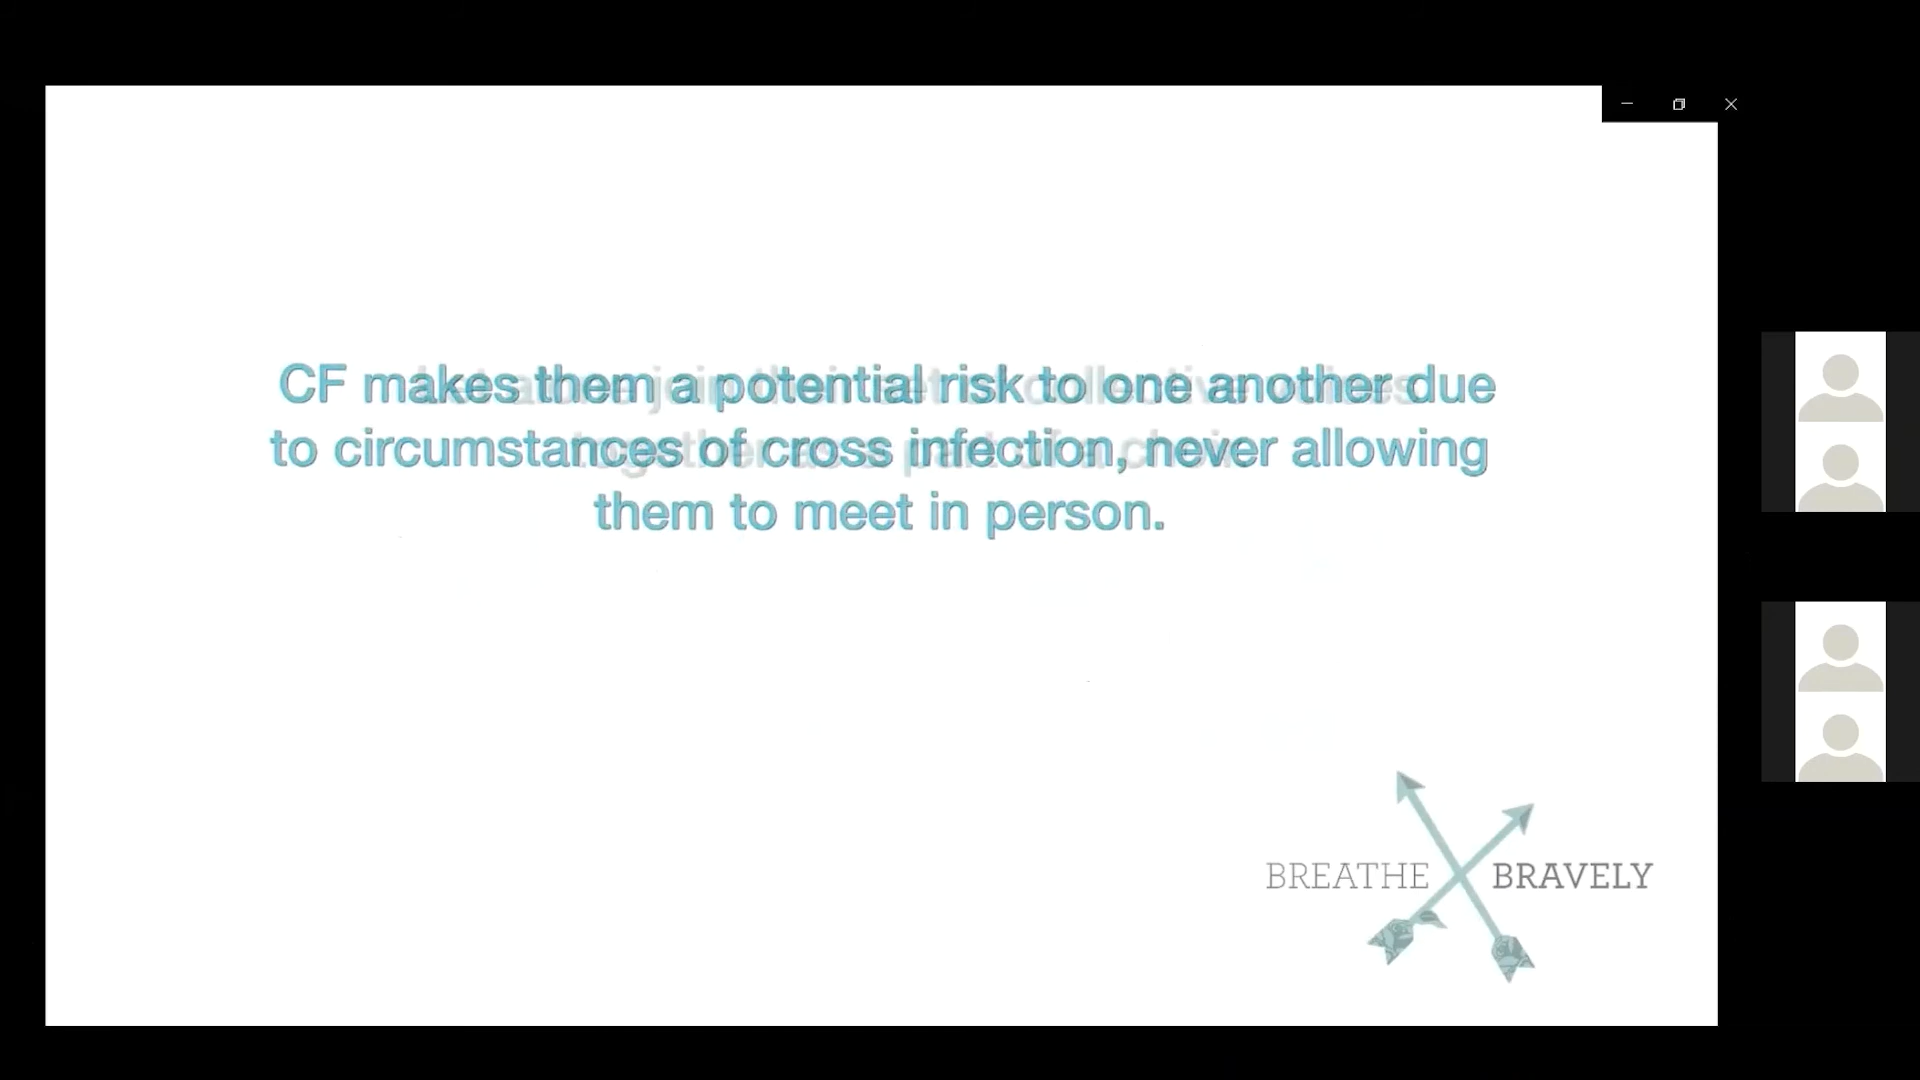 CF makes them a potential risk to one another due
to circumstances of cross infection, never allowing
them to meet in person.
BREATHE BRAVELY